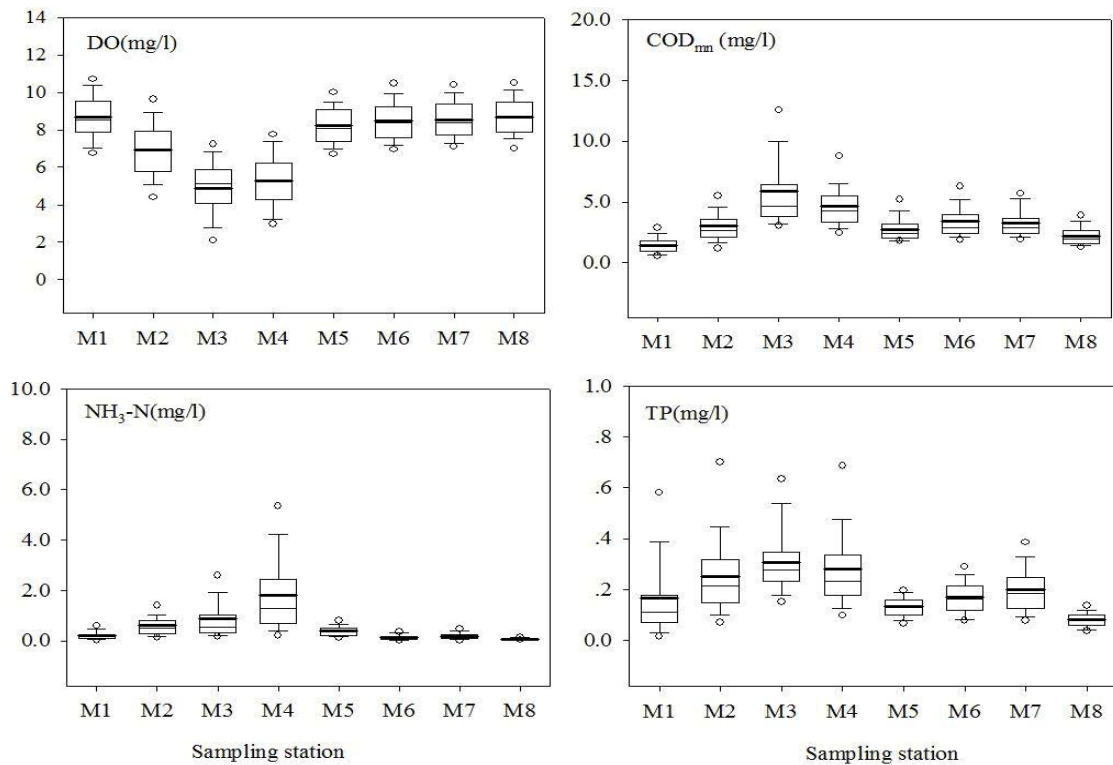 DO(mg/l)
14
12
10
8
6
4
2
0
M1 M2 M3 M4 M5 M6 M7 M8
CODmn (mg/l)
20.0
15.0
10.0
5.0
0.0
M1 M2 M3 M4 M5 M6 M7 M8
NH3-N(mg/l)
10.0
8.0
6.0
4.0
2.0
0.0
M1 M2 M3 M4 M5 M6 M7 M8
Sampling station
TP(mg/l)
1.0
.8
.6
.4
.2
0.0
M1 M2 M3 M4 M5 M6 M7 M8
Sampling station